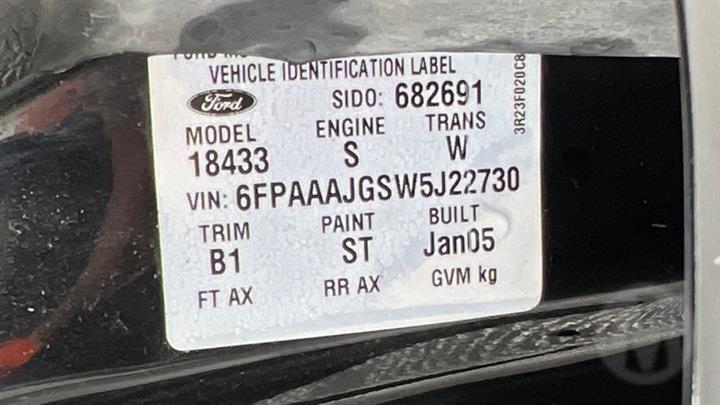 VEHICLE IDENTIFICATION LABEL
Ford SIDO: 682691
MODEL ENGINE TRANS
18433 S W
VIN: 6FPAAAJGSW5J22730
TRIM PAINT BUILT
B1 ST Jan05
FT AX RR AX GVM kg
3R23F020C8